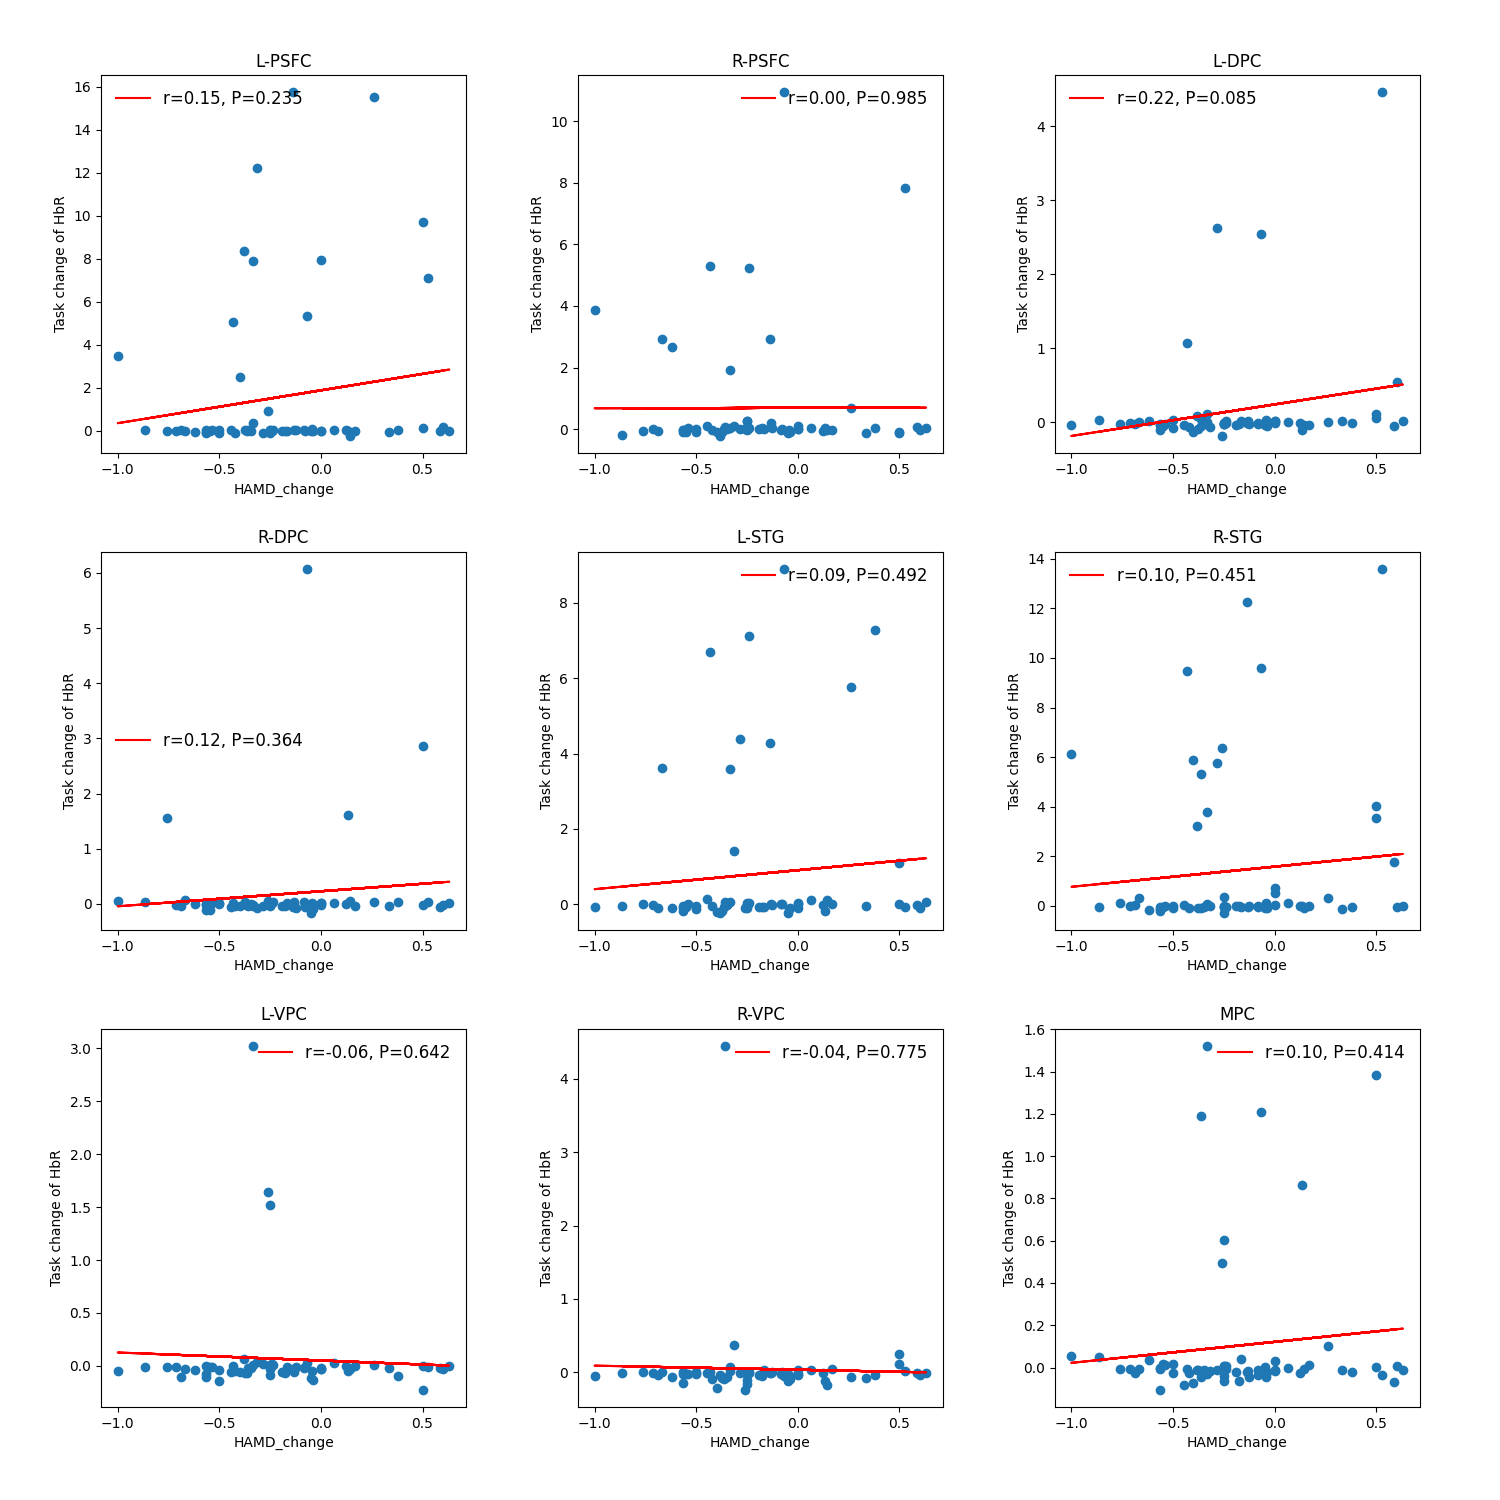 L-PSFC
R-PSFC
L-DPC
r=0.15, P=0.235
r=0.00, P=0.985
r=0.22, P=0.085
Task change of HbR
Task change of HbR
Task change of HbR
16
14
12
10
8
6
4
2
0
10
8
6
4
2
0
4
3
2
1
0
−1.0 −0.5 0.0 0.5
−1.0 −0.5 0.0 0.5
−1.0 −0.5 0.0 0.5
HAMD_change
HAMD_change
HAMD_change
R-DPC
L-STG
R-STG
r=0.12, P=0.364
r=0.09, P=0.492
r=0.10, P=0.451
Task change of HbR
Task change of HbR
Task change of HbR
6
5
4
3
2
1
0
8
6
4
2
0
14
12
10
8
6
4
2
0
−1.0 −0.5 0.0 0.5
−1.0 −0.5 0.0 0.5
−1.0 −0.5 0.0 0.5
HAMD_change
HAMD_change
HAMD_change
L-VPC
R-VPC
MPC
r=-0.06, P=0.642
r=-0.04, P=0.775
r=0.10, P=0.414
Task change of HbR
Task change of HbR
Task change of HbR
3.0
2.5
2.0
1.5
1.0
0.5
0.0
4
3
2
1
0
1.6
1.4
1.2
1.0
0.8
0.6
0.4
0.2
0.0
−1.0 −0.5 0.0 0.5
−1.0 −0.5 0.0 0.5
−1.0 −0.5 0.0 0.5
HAMD_change
HAMD_change
HAMD_change